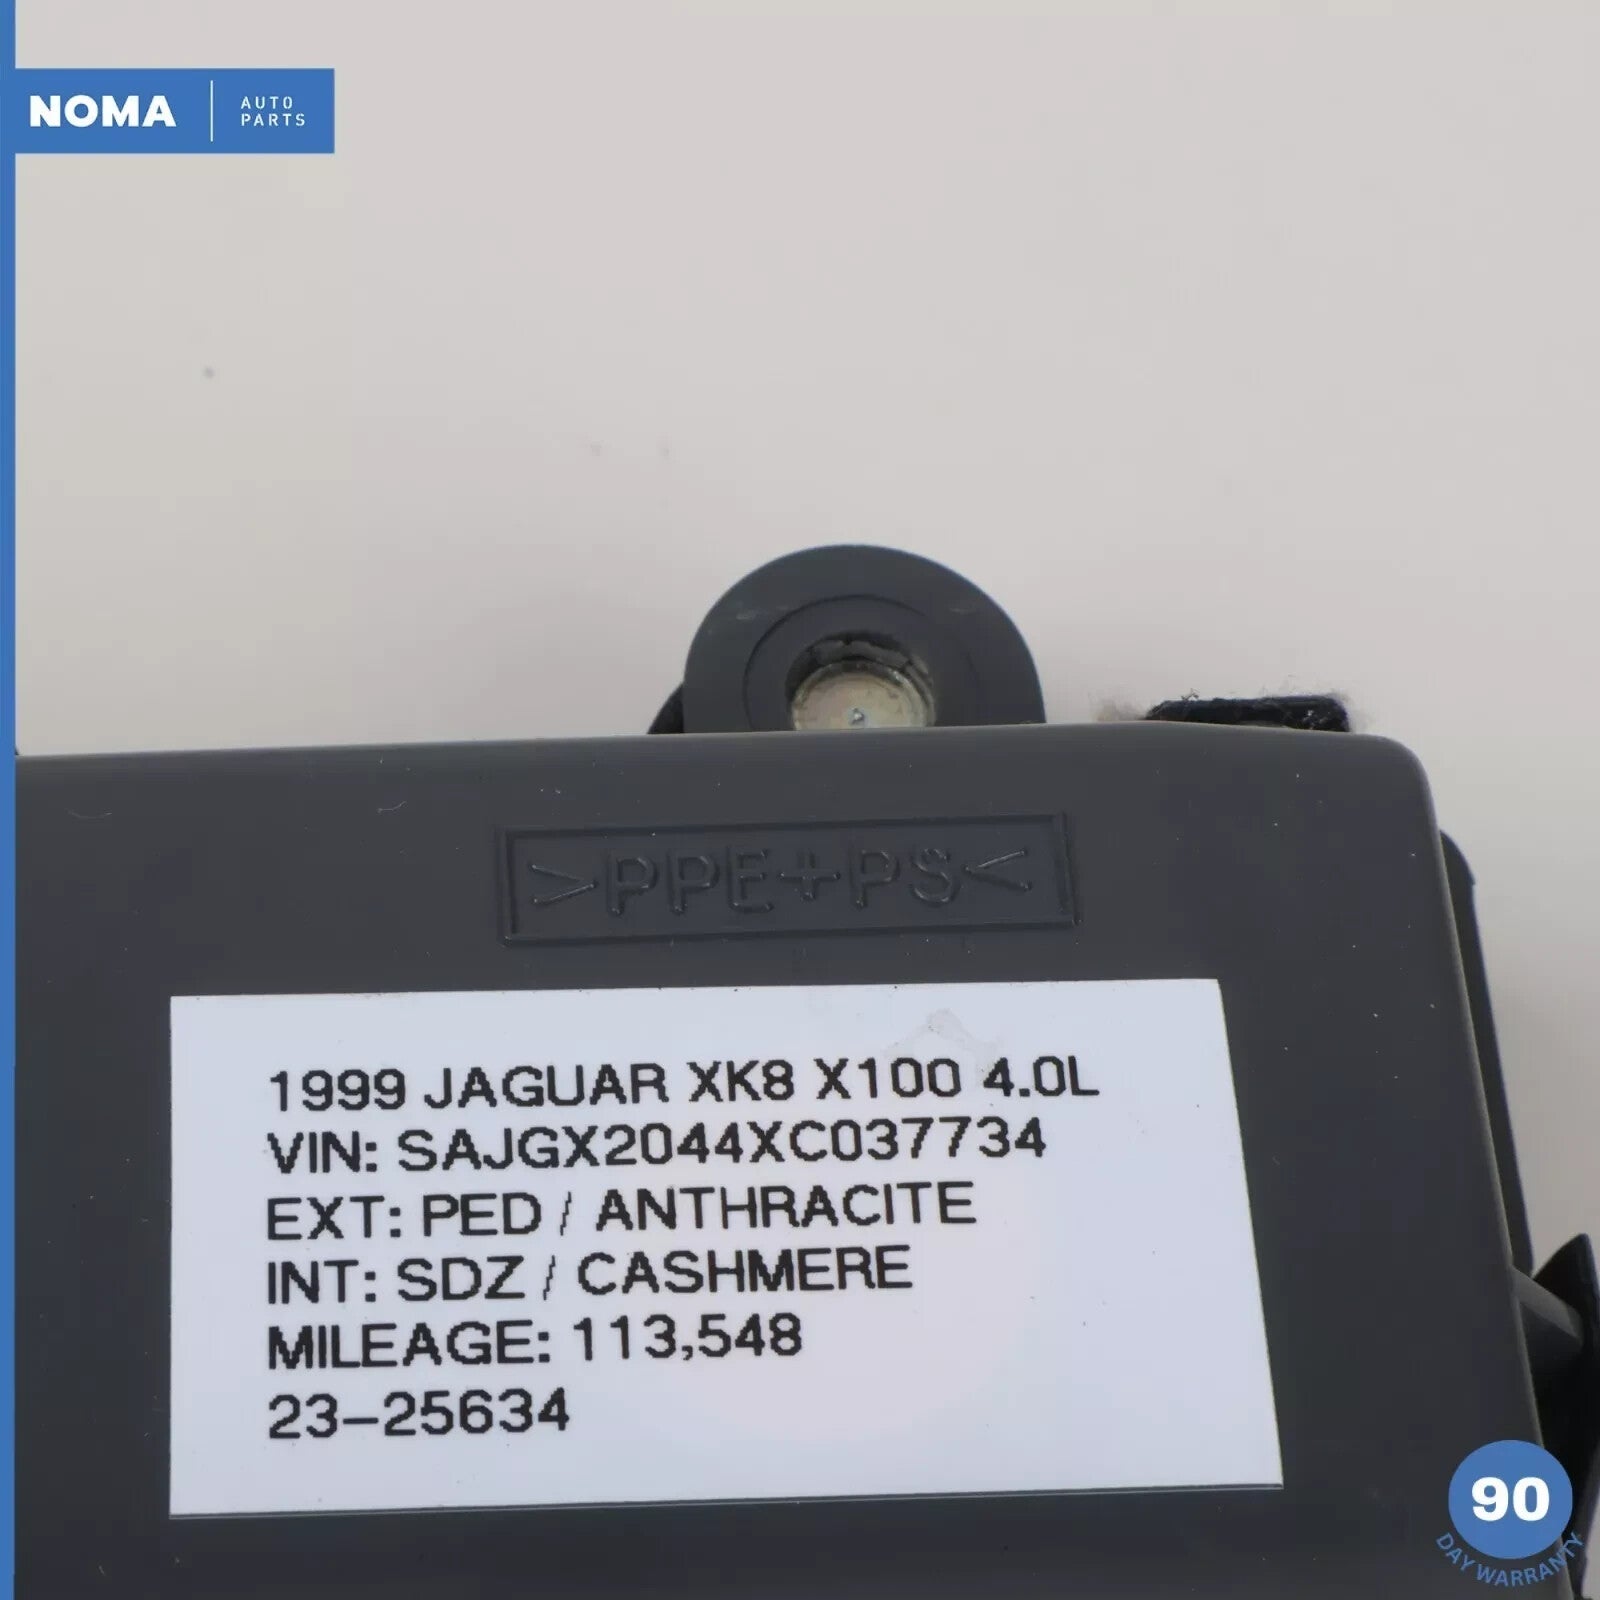 NOMA
AUTO
PARTS
>PPE+PS<
1999 JAGUAR XK8 X100 4.0L
VIN: SAJGX2044XC037734
EXT: PED / ANTHRACITE
INT: SDZ / CASHMERE
MILEAGE: 113,548
23-25634
90
DAY WARRANTY